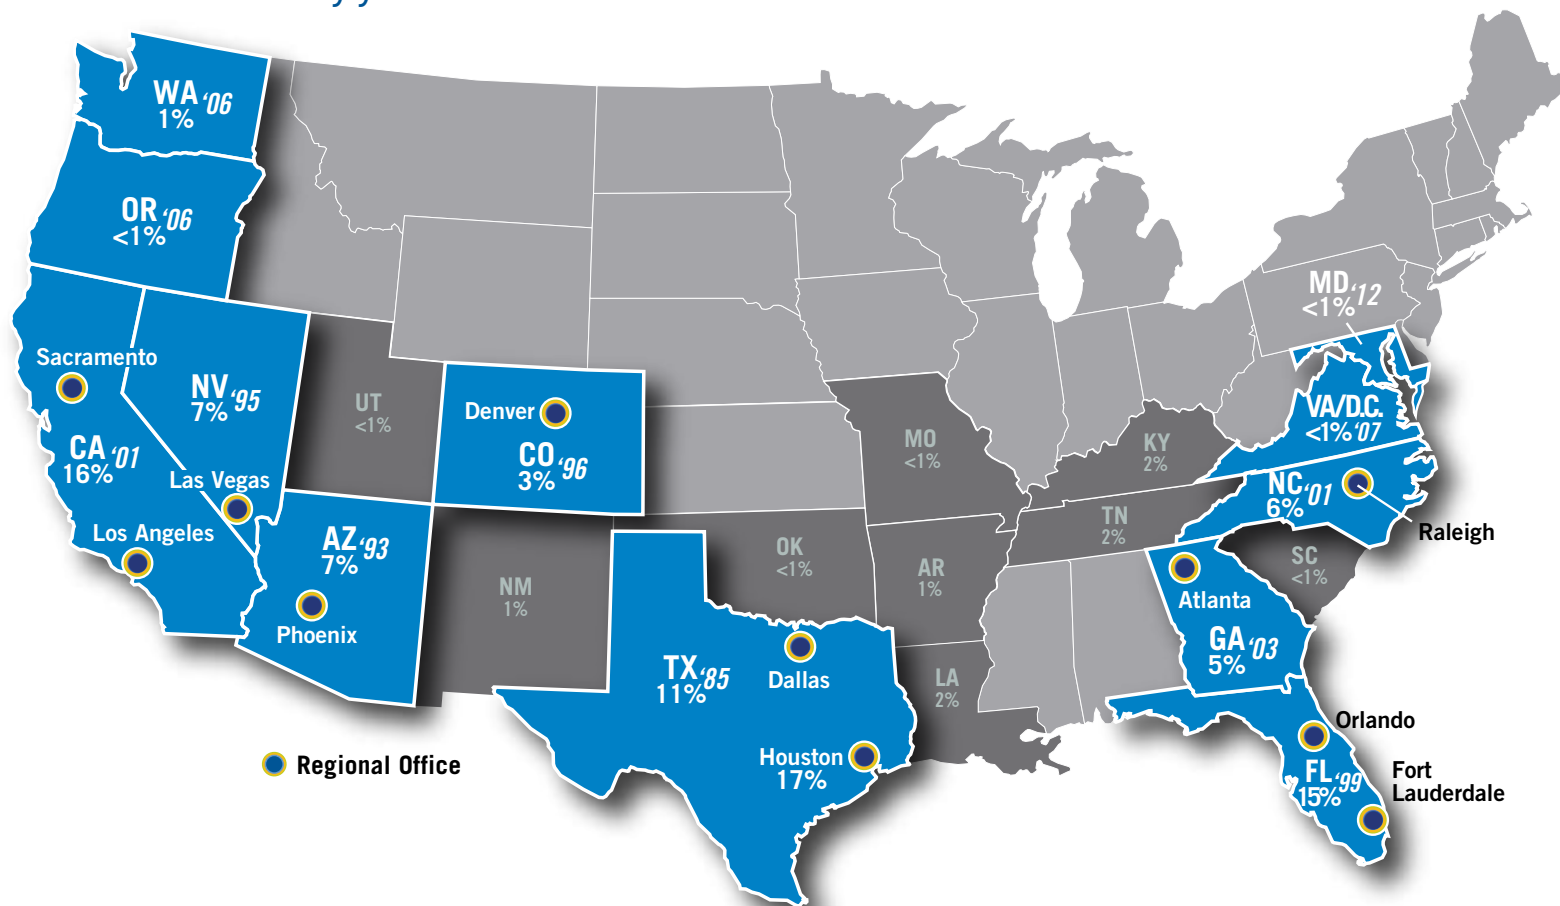 WA '06
1%
OR '06
<1%
MD '12
<1%
Sacramento
NV '95
7%
UT
<1%
Denver
CO '96
3%
MO
<1%
KY
2%
VA/D.C.
<1% '07
CA '01
16%
Las Vegas
NC '01
6%
Raleigh
Los Angeles
AZ '93
7%
Phoenix
NM
1%
OK
<1%
AR
1%
TN
2%
SC
<1%
Atlanta
GA '03
5%
TX '85
11%
Dallas
LA
2%
Houston
17%
Orlando
FL '99
15%
Fort
Lauderdale
Regional Office